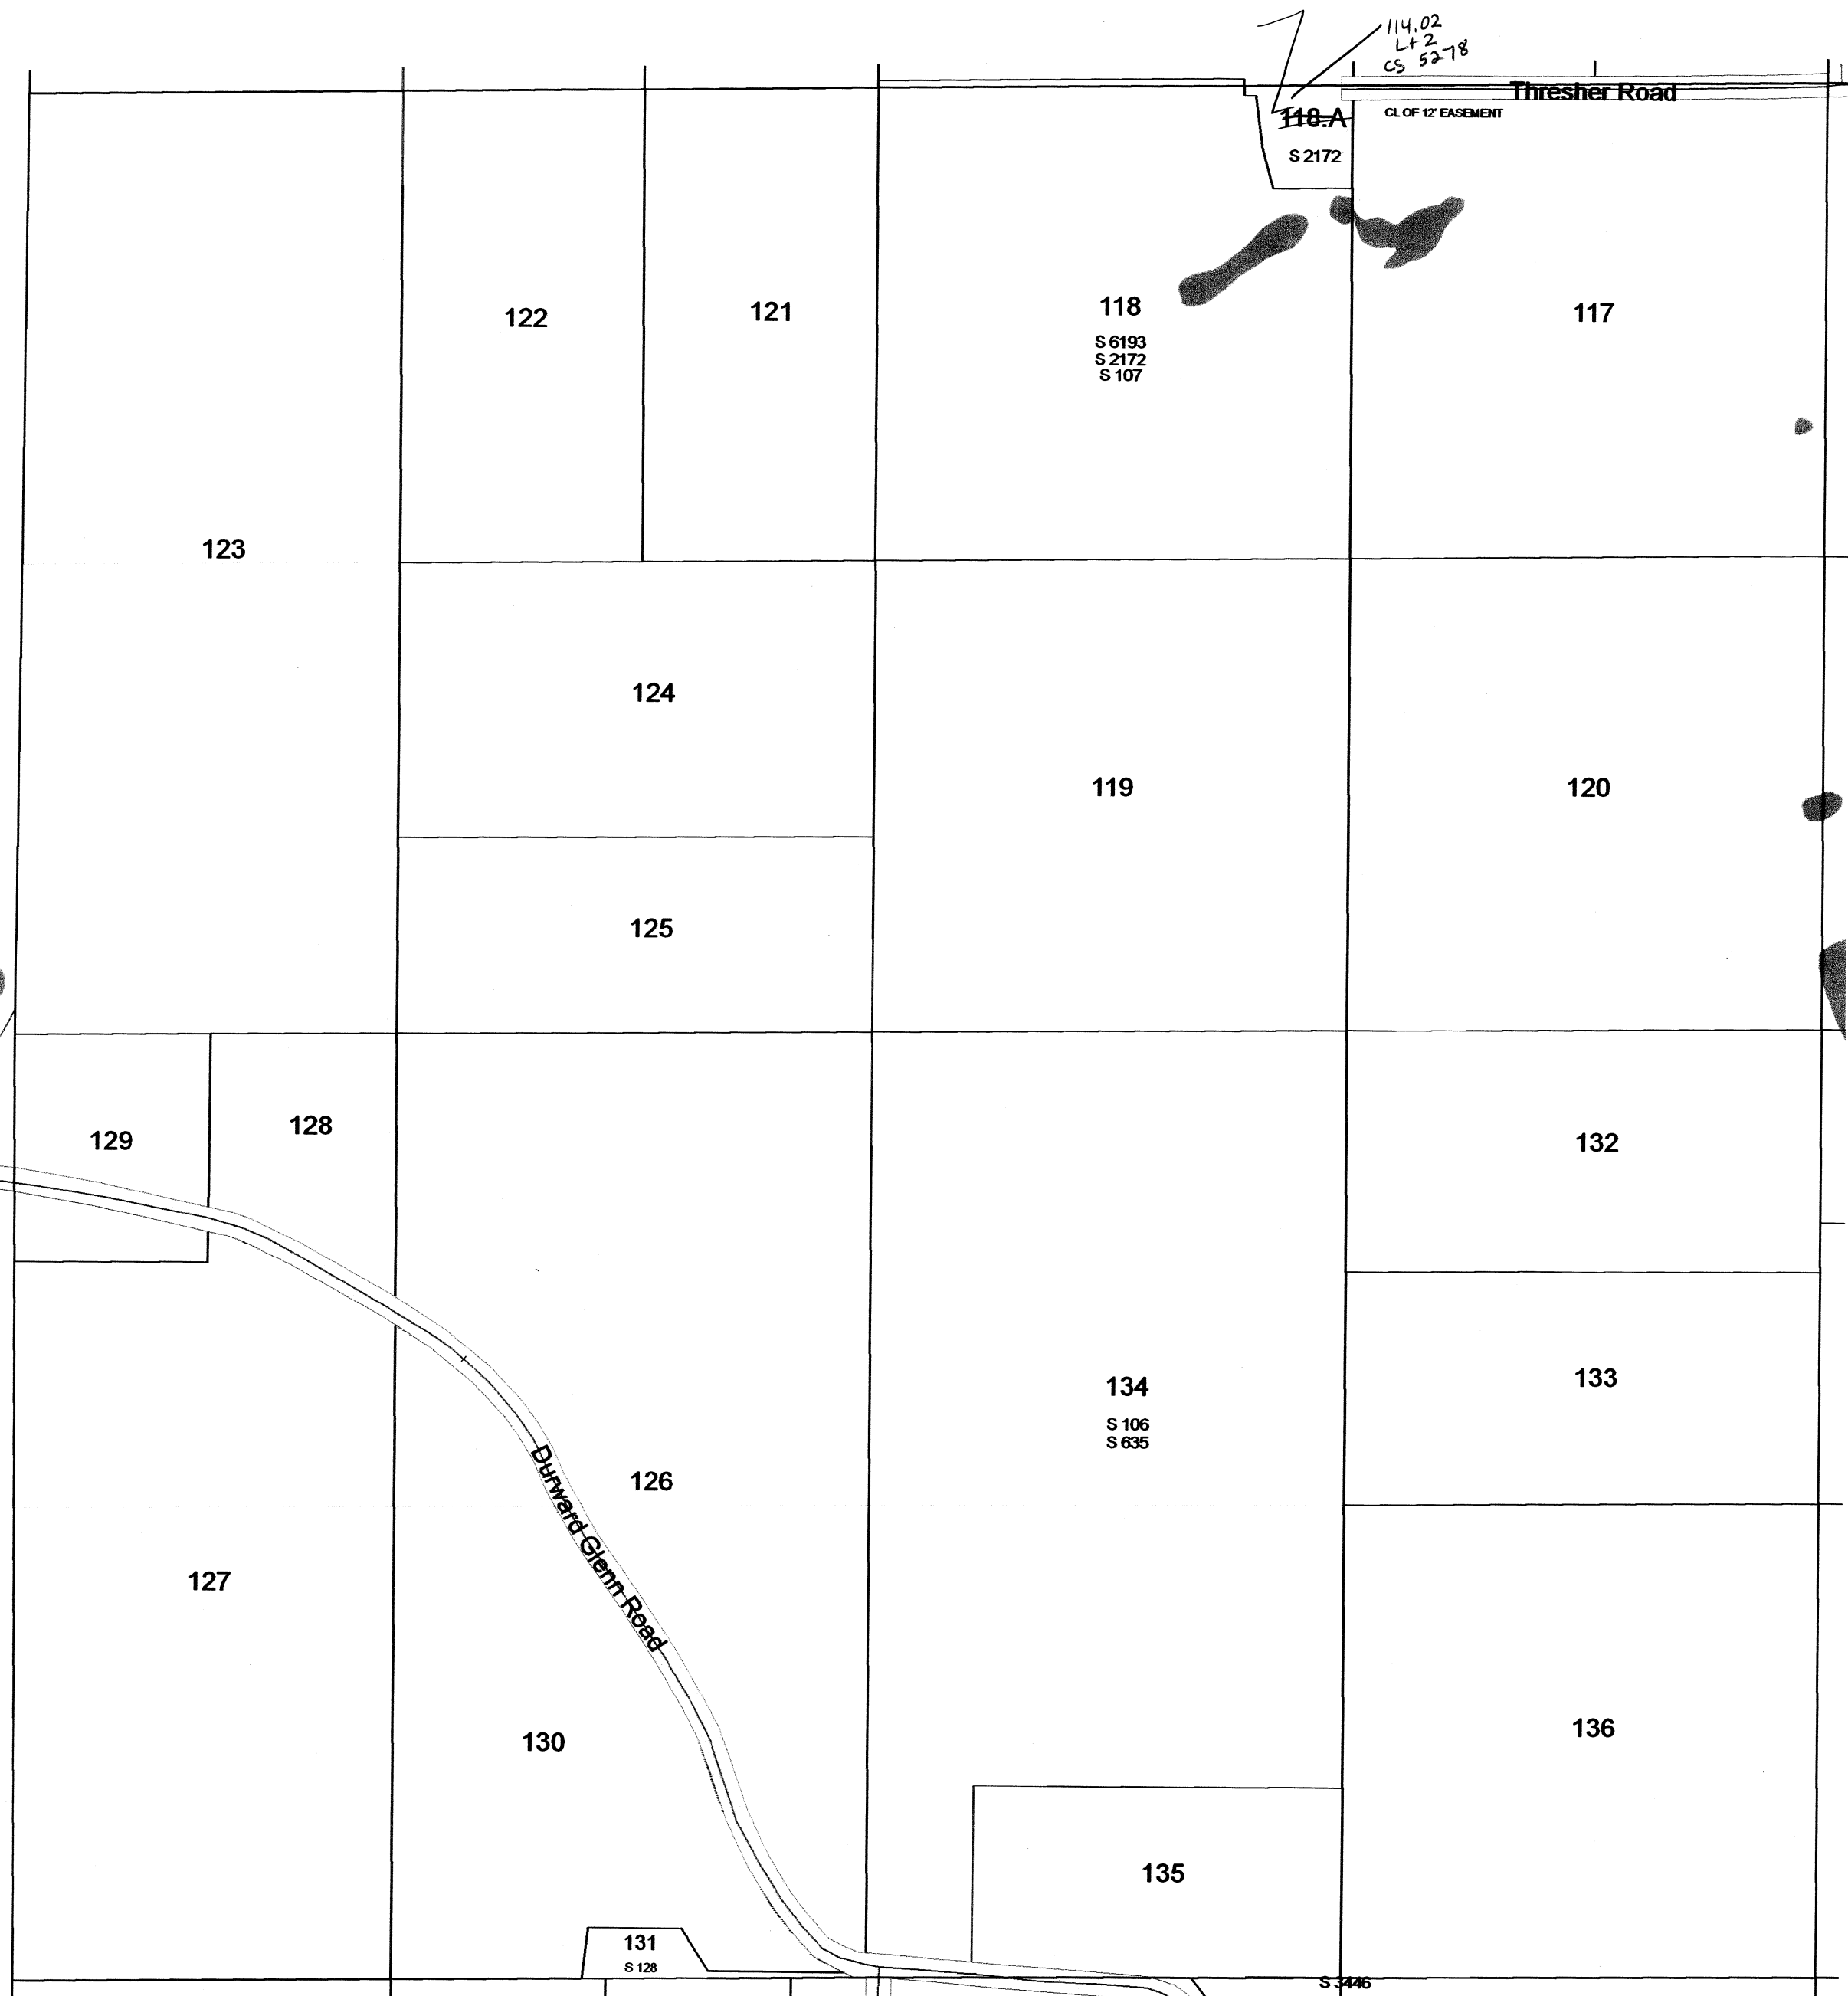 114.02
Lt 2
CS 5278
Thresher Road
118.A
CL OF 12' EASEMENT
S 2172
122
121
118
117
S 6193
S 2172
S 107
123
124
119
120
125
129
128
132
134
133
S 106
S 635
Durward Glenn Road
126
127
130
136
135
131
S 128
S 3446